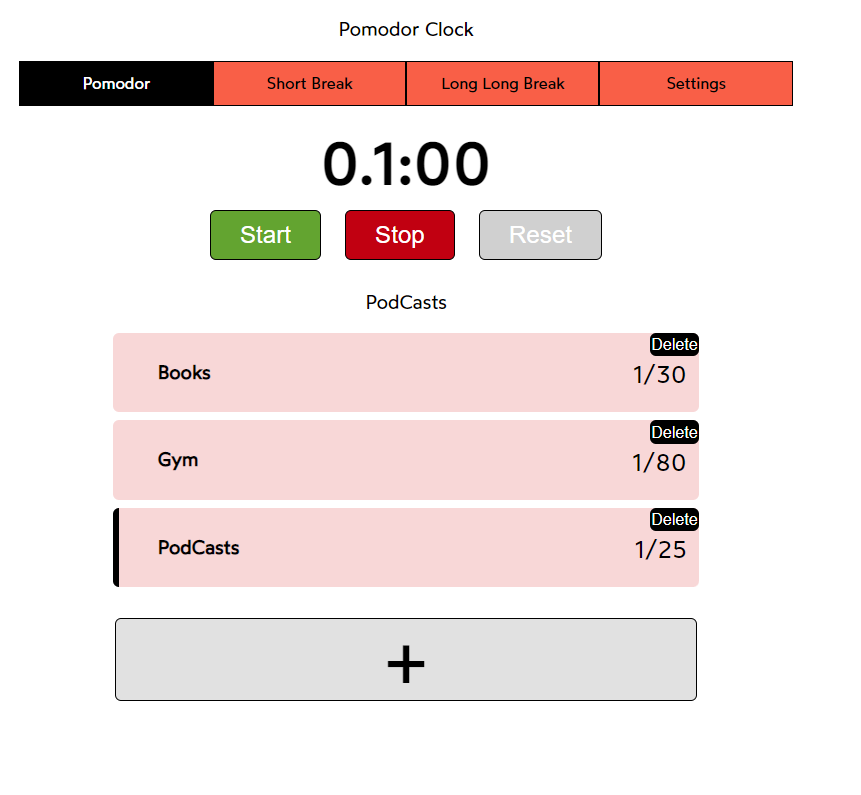 Pomodor Clock
Pomodor Short Break Long Long Break Settings
0.1:00
Start Stop Reset
PodCasts
Delete
Books 1/30
Delete
Gym 1/80
Delete
PodCasts 1/25
+